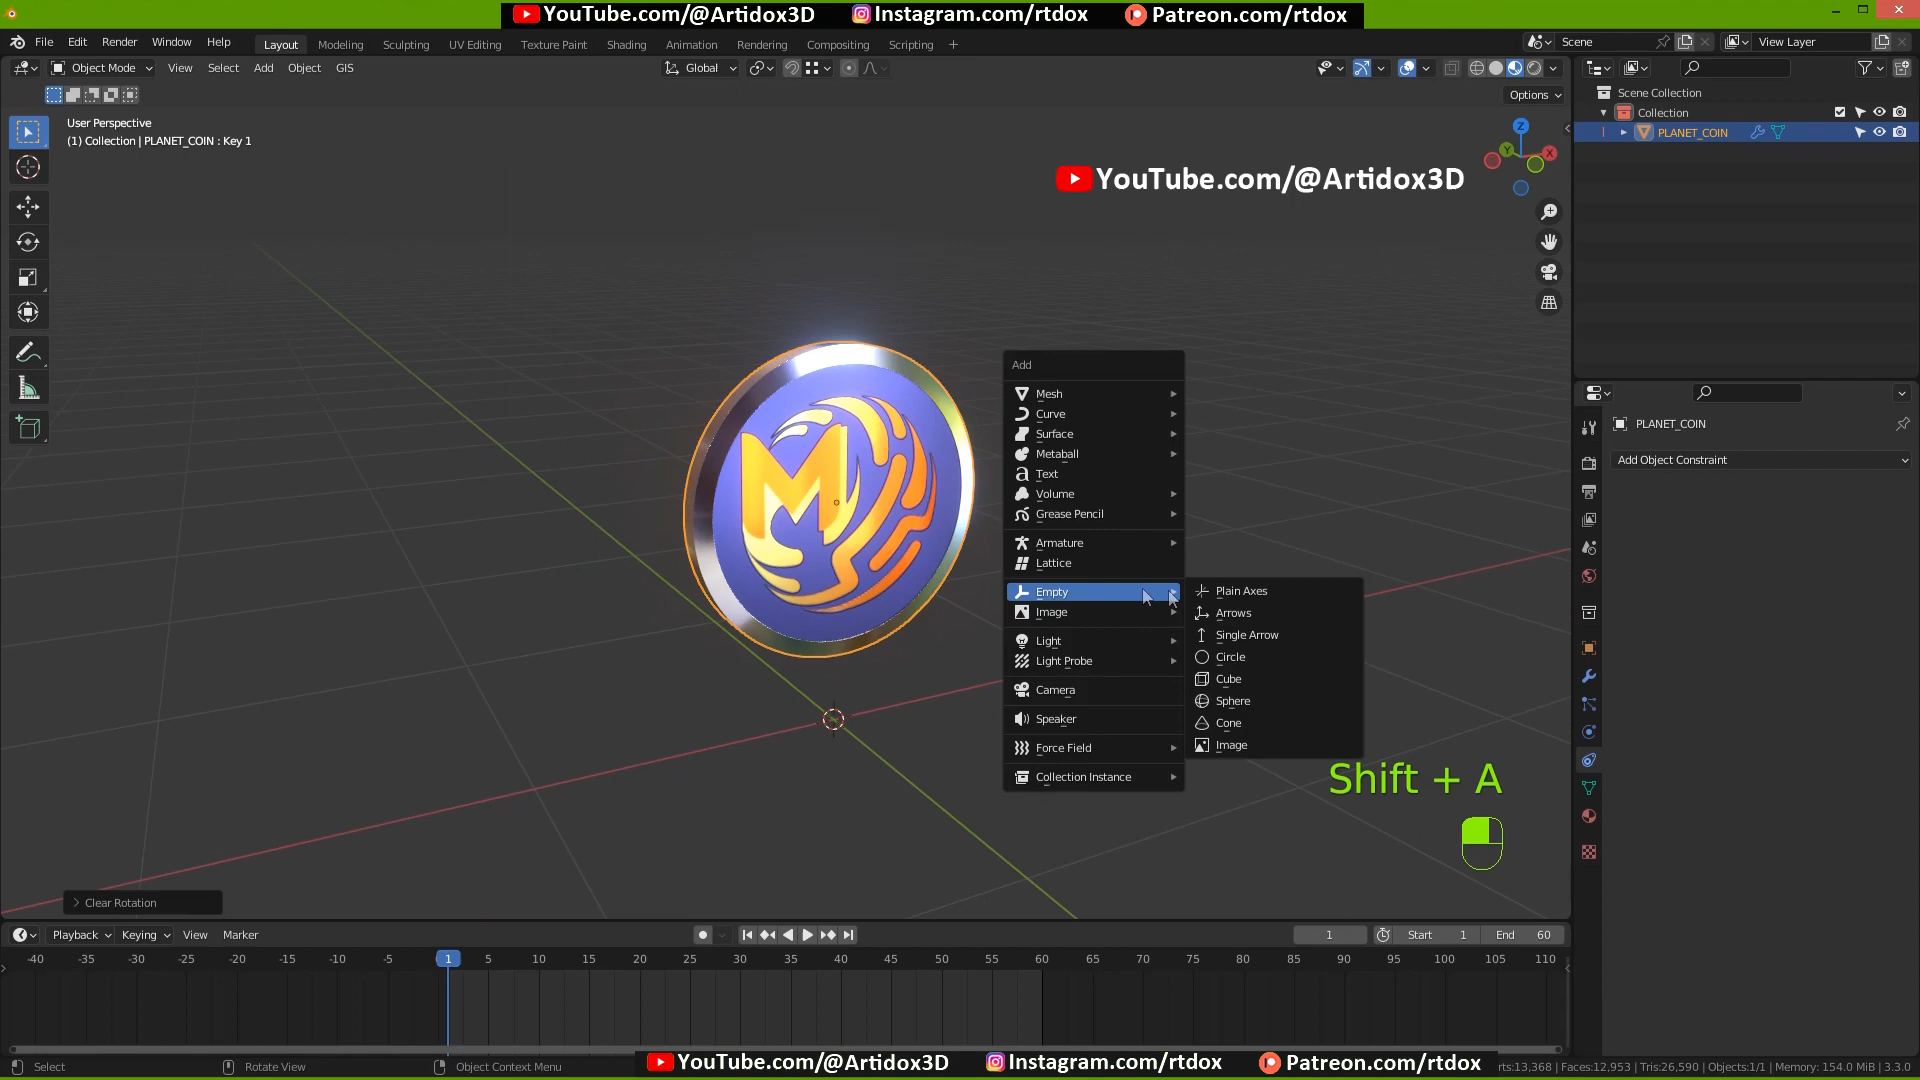 YouTube.com/@Artidox3D Instagram.com/rtdox Patreon.com/rtdox
File Edit Render Window Help Layout Modeling Sculpting UV Editing Texture Paint Shading Animation Rendering Compositing Scripting + Scene View Layer
Object Mode View Select Add Object GIS Global
Options
User Perspective
(1) Collection | PLANET_COIN : Key 1
Scene Collection
Collection
PLANET_COIN
Z
Y
X
YouTube.com/@Artidox3D
M
Add
Mesh
Curve
Surface
Metaball
Text
Volume
Grease Pencil
Armature
Lattice
Empty
Image
Light
Light Probe
Camera
Speaker
Force Field
Collection Instance
Plain Axes
Arrows
Single Arrow
Circle
Cube
Sphere
Cone
Image
PLANET_COIN
Add Object Constraint
Shift + A
Clear Rotation
Playback Keying View Marker 1 Start 1 End 60
-40 -35 -30 -25 -20 -15 -10 -5 1 5 10 15 20 25 30 35 40 45 50 55 60 65 70 75 80 85 90 95 100 105 110
Select Rotate View Object Context Menu YouTube.com/@Artidox3D Instagram.com/rtdox Patreon.com/rtdox rts:13,368 | Faces:12,953 | Tris:26,590 | Objects:1/1 | Memory: 154.0 MiB | 3.3.0